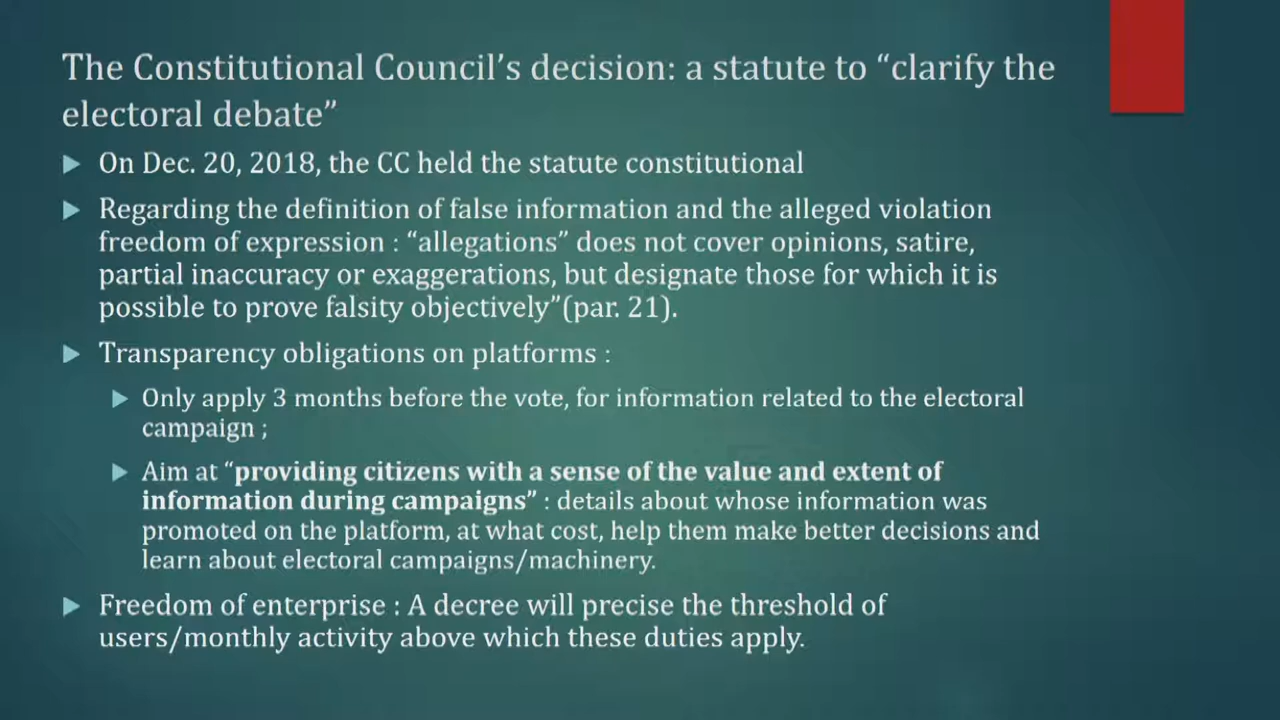 The Constitutional Council’s decision: a statute to “clarify the
electoral debate”
On Dec. 20, 2018, the CC held the statute constitutional
Regarding the definition of false information and the alleged violation
freedom of expression : “allegations” does not cover opinions, satire,
partial inaccuracy or exaggerations, but designate those for which it is
possible to prove falsity objectively”(par. 21).
Transparency obligations on platforms :
Only apply 3 months before the vote, for information related to the electoral
campaign ;
Aim at “providing citizens with a sense of the value and extent of
information during campaigns” : details about whose information was
promoted on the platform, at what cost, help them make better decisions and
learn about electoral campaigns/machinery.
Freedom of enterprise : A decree will precise the threshold of
users/monthly activity above which these duties apply.